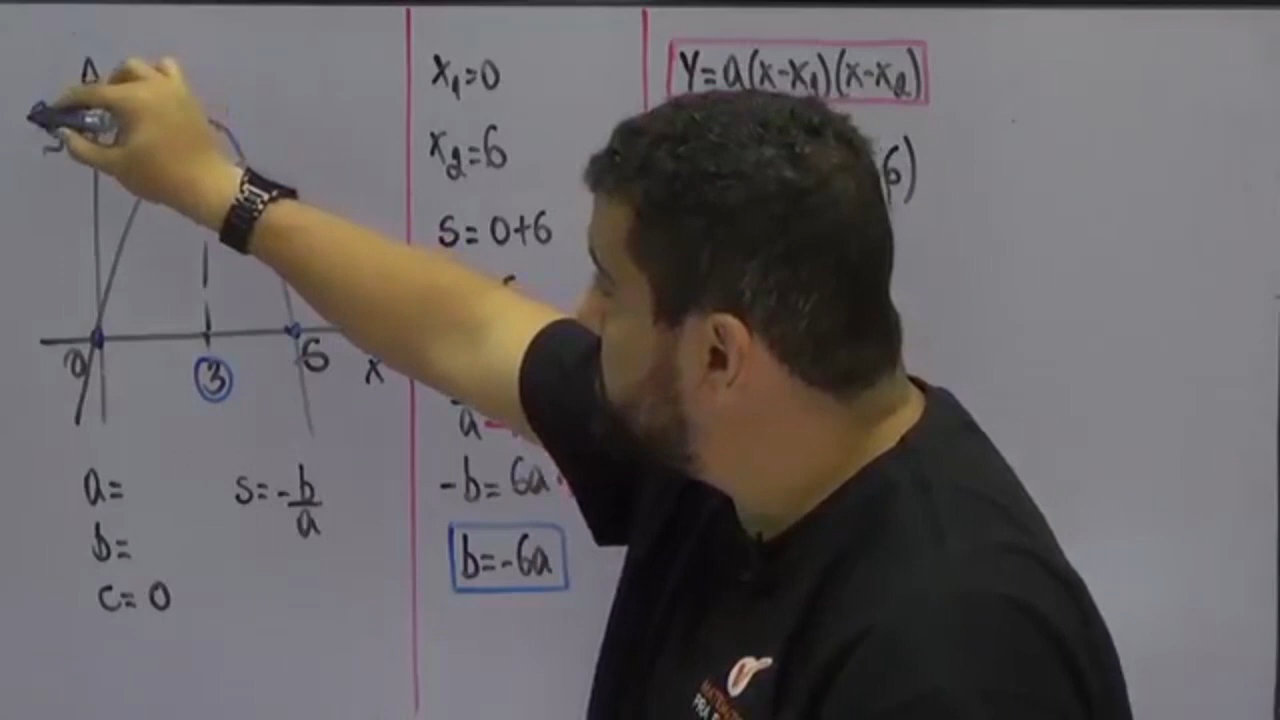 0
3
6
x
a=
b=
c= 0
S= -b/a
x₁=0
x₂=6
S= 0+6
a
-b= 6a
b=-6a
Y= a(x-x₁)(x-x₂)
6)